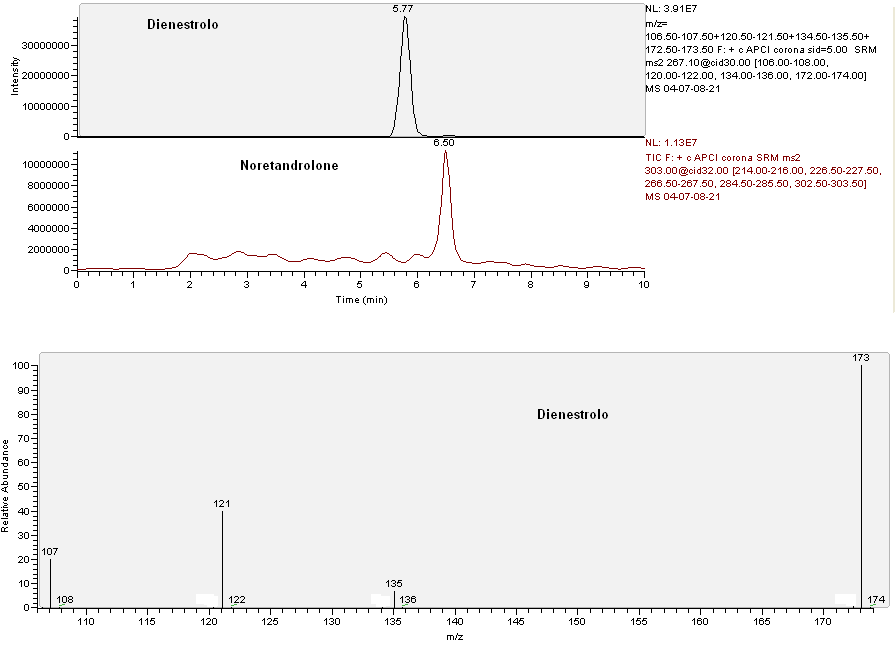 5.77
NL: 3.91E7
Dienestrolo
m/z=
106.50-107.50+120.50-121.50+134.50-135.50+
172.50-173.50 F: + c APCI corona sid=5.00 SRM
ms2 267.10@cid30.00 [106.00-108.00,
120.00-122.00, 134.00-136.00, 172.00-174.00]
MS 04-07-08-21
30000000
20000000
10000000
0
Intensity
6.50
NL: 1.13E7
Noretandrolone
TIC F: + c APCI corona SRM ms2
303.00@cid32.00 [214.00-216.00, 226.50-227.50,
266.50-267.50, 284.50-285.50, 302.50-303.50]
MS 04-07-08-21
10000000
8000000
6000000
4000000
2000000
0
0 1 2 3 4 5 6 7 8 9 10
Time (min)
173
100
90
80
70
60
50
40
30
20
10
0
Relative Abundance
Dienestrolo
121
107
135
108
122
136
174
110 115 120 125 130 135 140 145 150 155 160 165 170
m/z